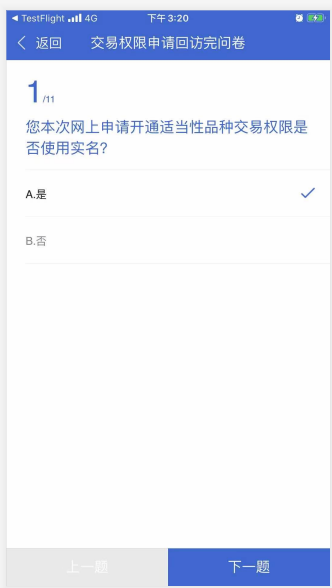 ◀ TestFlight 4G 下午3:20
返回 交易权限申请回访完问卷
1/11
您本次网上申请开通适当性品种交易权限是
否使用实名?
A.是
B.否
上一题 下一题